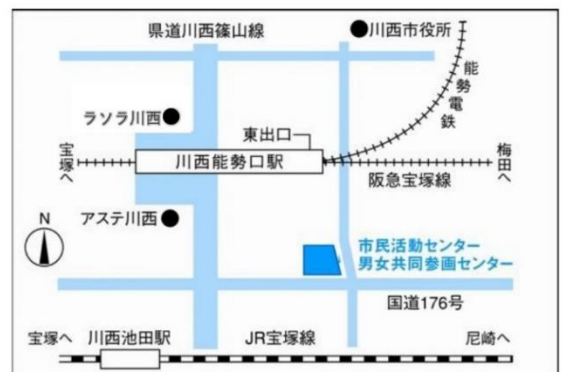 県道川西篠山線
川西市役所
能勢電鉄
ラソラ川西
東出口
宝塚へ
川西能勢口駅
梅田へ
阪急宝塚線
アステ川西
N
市民活動センター
男女共同参画センター
国道176号
宝塚へ
川西池田駅
JR宝塚線
尼崎へ